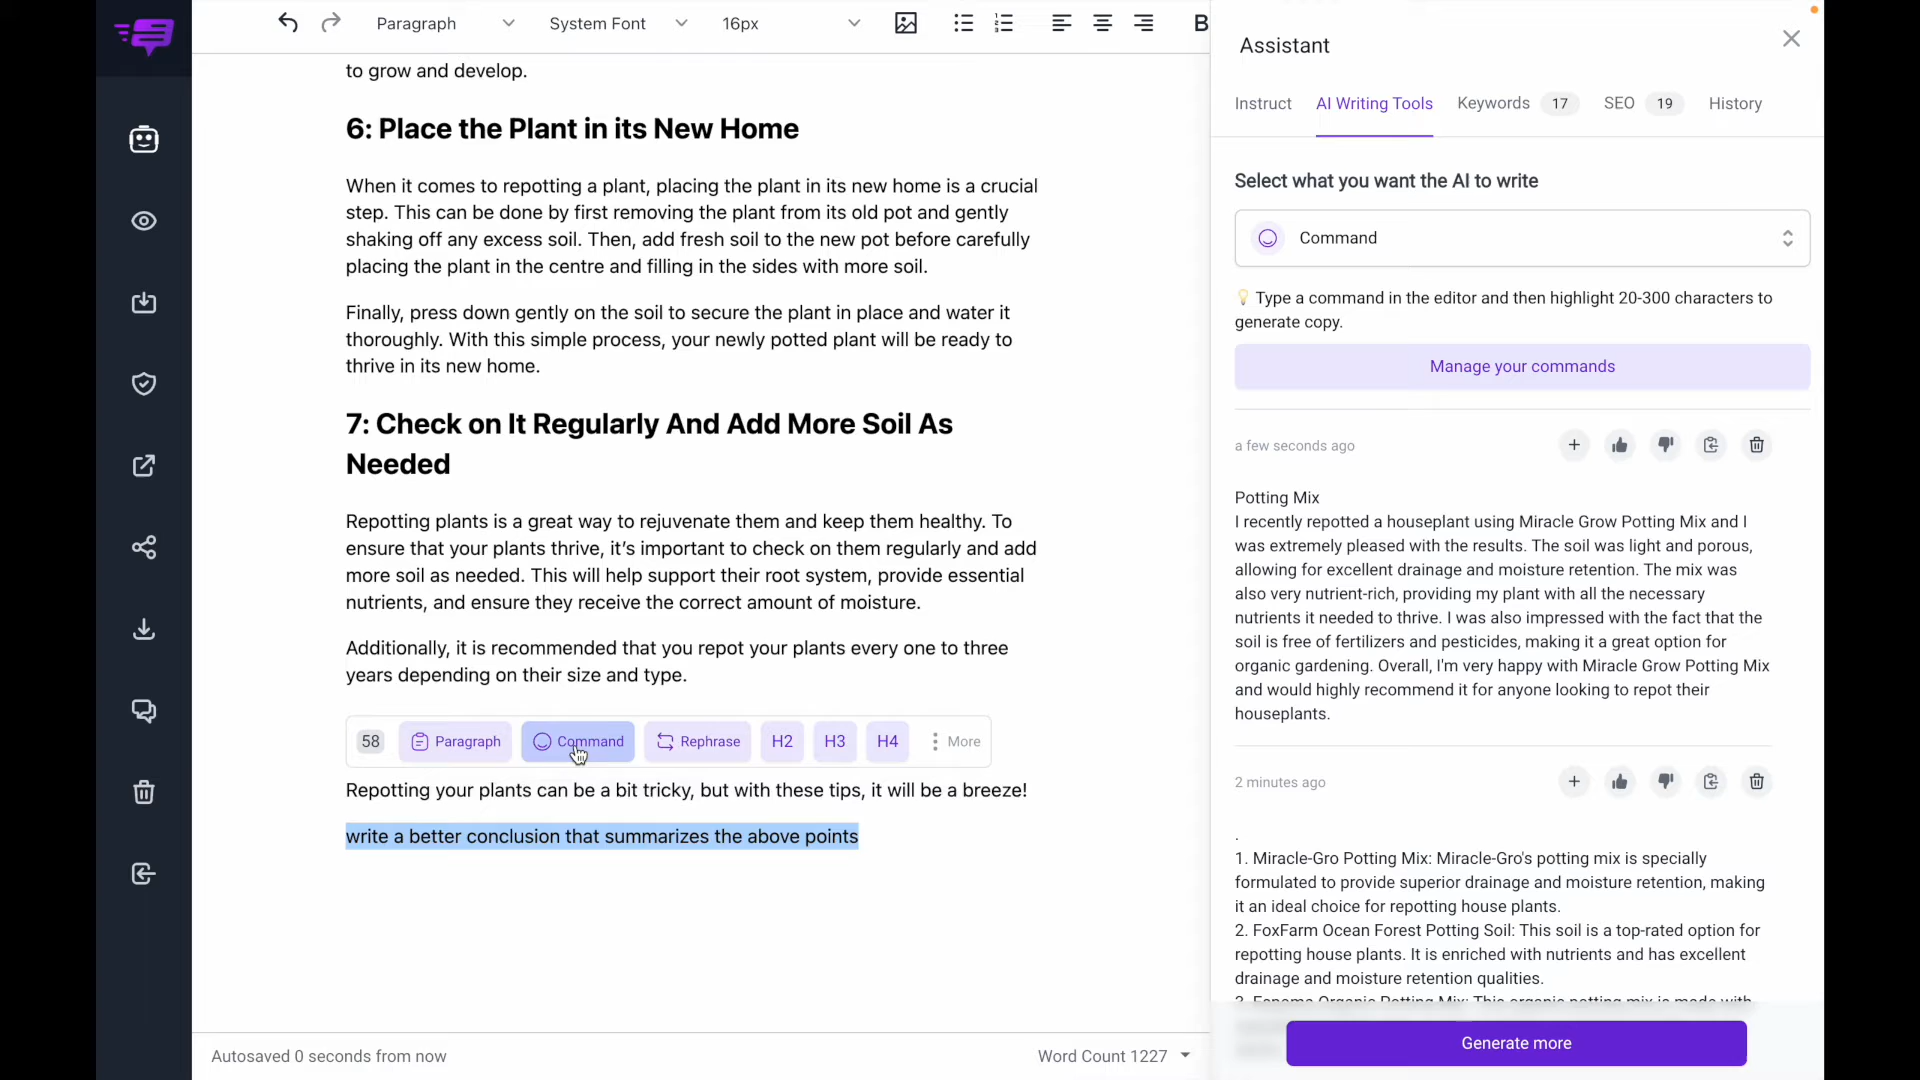 Paragraph
System Font
16px
B
to grow and develop.
6: Place the Plant in its New Home
When it comes to repotting a plant, placing the plant in its new home is a crucial
step. This can be done by first removing the plant from its old pot and gently
shaking off any excess soil. Then, add fresh soil to the new pot before carefully
placing the plant in the centre and filling in the sides with more soil.
Finally, press down gently on the soil to secure the plant in place and water it
thoroughly. With this simple process, your newly potted plant will be ready to
thrive in its new home.
7: Check on It Regularly And Add More Soil As
Needed
Repotting plants is a great way to rejuvenate them and keep them healthy. To
ensure that your plants thrive, it's important to check on them regularly and add
more soil as needed. This will help support their root system, provide essential
nutrients, and ensure they receive the correct amount of moisture.
Additionally, it is recommended that you repot your plants every one to three
years depending on their size and type.
58 Paragraph Command Rephrase H2 H3 H4 More
Repotting your plants can be a bit tricky, but with these tips, it will be a breeze!
write a better conclusion that summarizes the above points
Autosaved 0 seconds from now
Word Count 1227
Assistant
Instruct AI Writing Tools Keywords 17 SEO 19 History
Select what you want the AI to write
Command
Type a command in the editor and then highlight 20-300 characters to
generate copy.
Manage your commands
a few seconds ago
Potting Mix
I recently repotted a houseplant using Miracle Grow Potting Mix and I
was extremely pleased with the results. The soil was light and porous,
allowing for excellent drainage and moisture retention. The mix was
also very nutrient-rich, providing my plant with all the necessary
nutrients it needed to thrive. I was also impressed with the fact that the
soil is free of fertilizers and pesticides, making it a great option for
organic gardening. Overall, I'm very happy with Miracle Grow Potting Mix
and would highly recommend it for anyone looking to repot their
houseplants.
2 minutes ago
.
1. Miracle-Gro Potting Mix: Miracle-Gro's potting mix is specially
formulated to provide superior drainage and moisture retention, making
it an ideal choice for repotting house plants.
2. FoxFarm Ocean Forest Potting Soil: This soil is a top-rated option for
repotting house plants. It is enriched with nutrients and has excellent
drainage and moisture retention qualities.
3. Espoma Organic Potting Mix: This organic potting mix is made with
Generate more